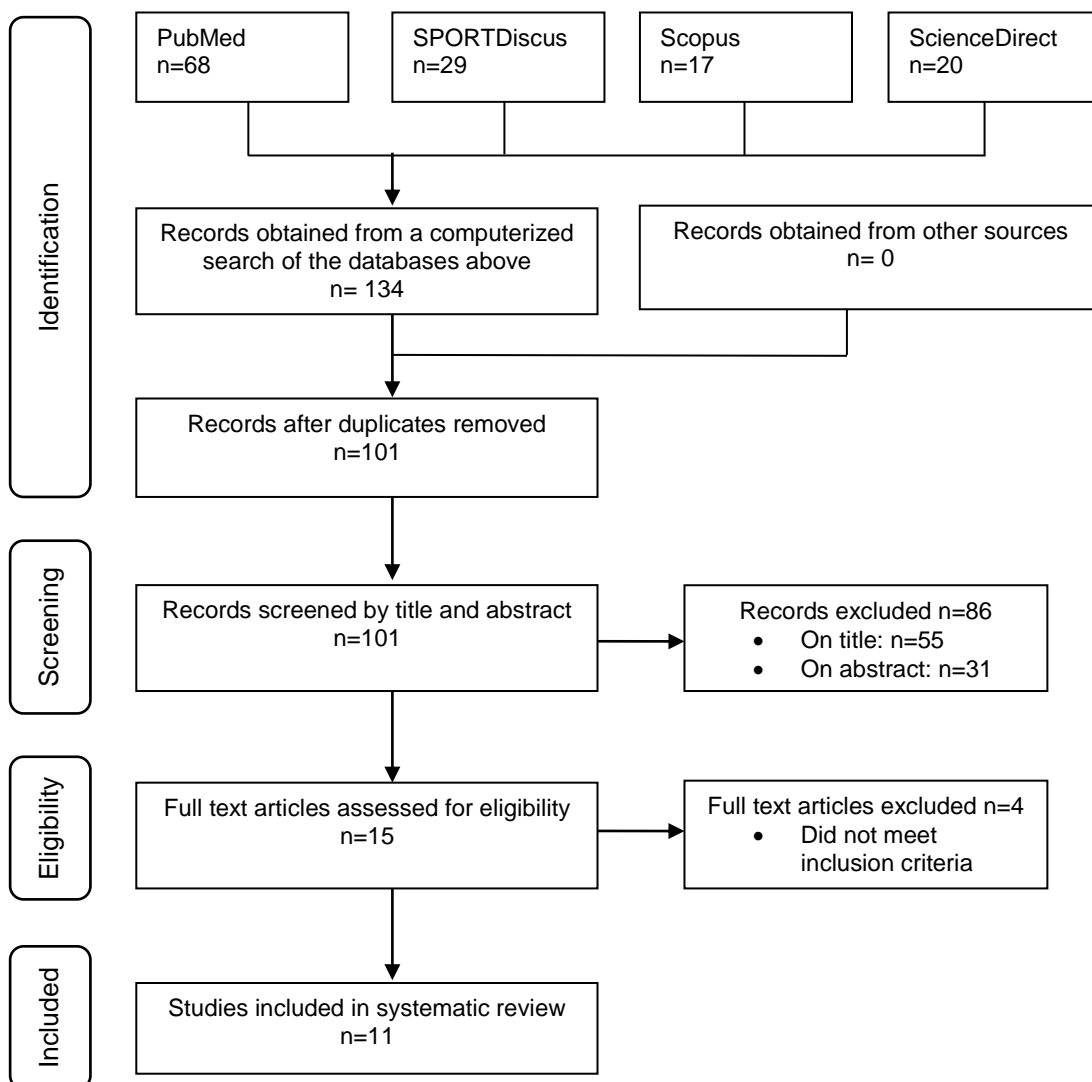 PubMed
n=68
SPORTDiscus
n=29
Scopus
n=17
ScienceDirect
n=20
Identification
Records obtained from a computerized
search of the databases above
n= 134
Records obtained from other sources
n= 0
Records after duplicates removed
n=101
Screening
Records screened by title and abstract
n=101
Records excluded n=86
• On title: n=55
• On abstract: n=31
Eligibility
Full text articles assessed for eligibility
n=15
Full text articles excluded n=4
• Did not meet
inclusion criteria
Included
Studies included in systematic review
n=11